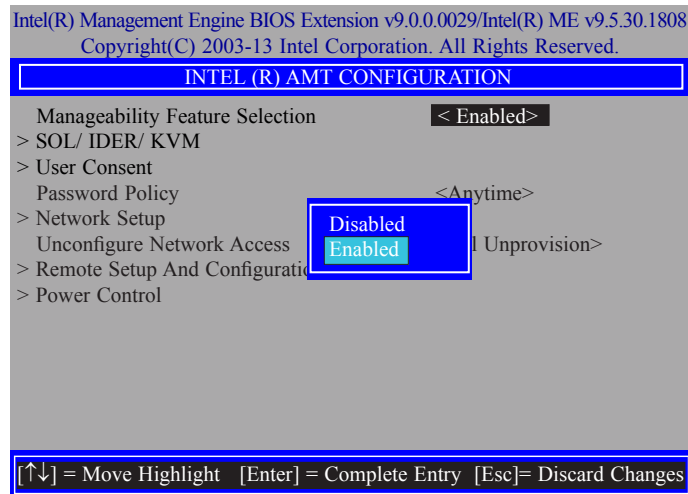 Intel(R) Management Engine BIOS Extension v9.0.0.0029/Intel(R) ME v9.5.30.1808
Copyright(C) 2003-13 Intel Corporation. All Rights Reserved.
INTEL (R) AMT CONFIGURATION
Manageability Feature Selection < Enabled>
> SOL/ IDER/ KVM
> User Consent
Password Policy <Anytime>
> Network Setup
Disabled
Unconfigure Network Access l Unprovision>
Enabled
> Remote Setup And Configuratio
> Power Control
[↑↓] = Move Highlight [Enter] = Complete Entry [Esc]= Discard Changes